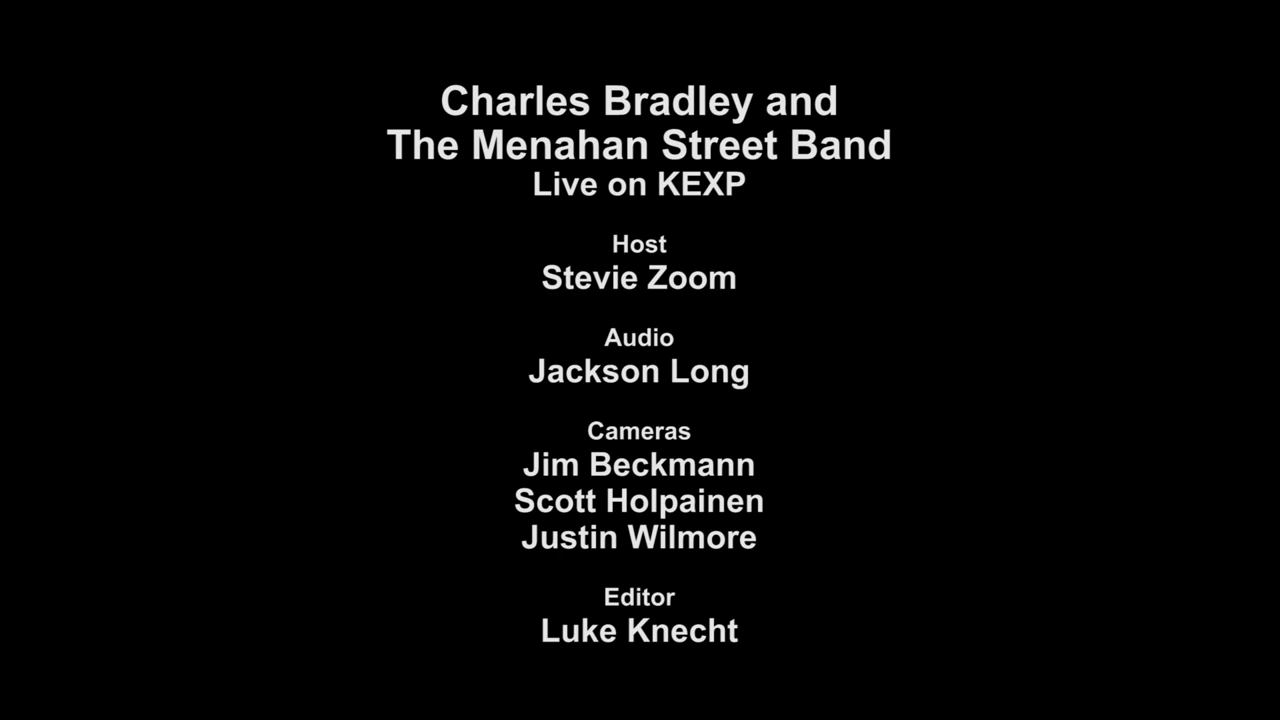 Charles Bradley and
The Menahan Street Band
Live on KEXP
Host
Stevie Zoom
Audio
Jackson Long
Cameras
Jim Beckmann
Scott Holpainen
Justin Wilmore
Editor
Luke Knecht